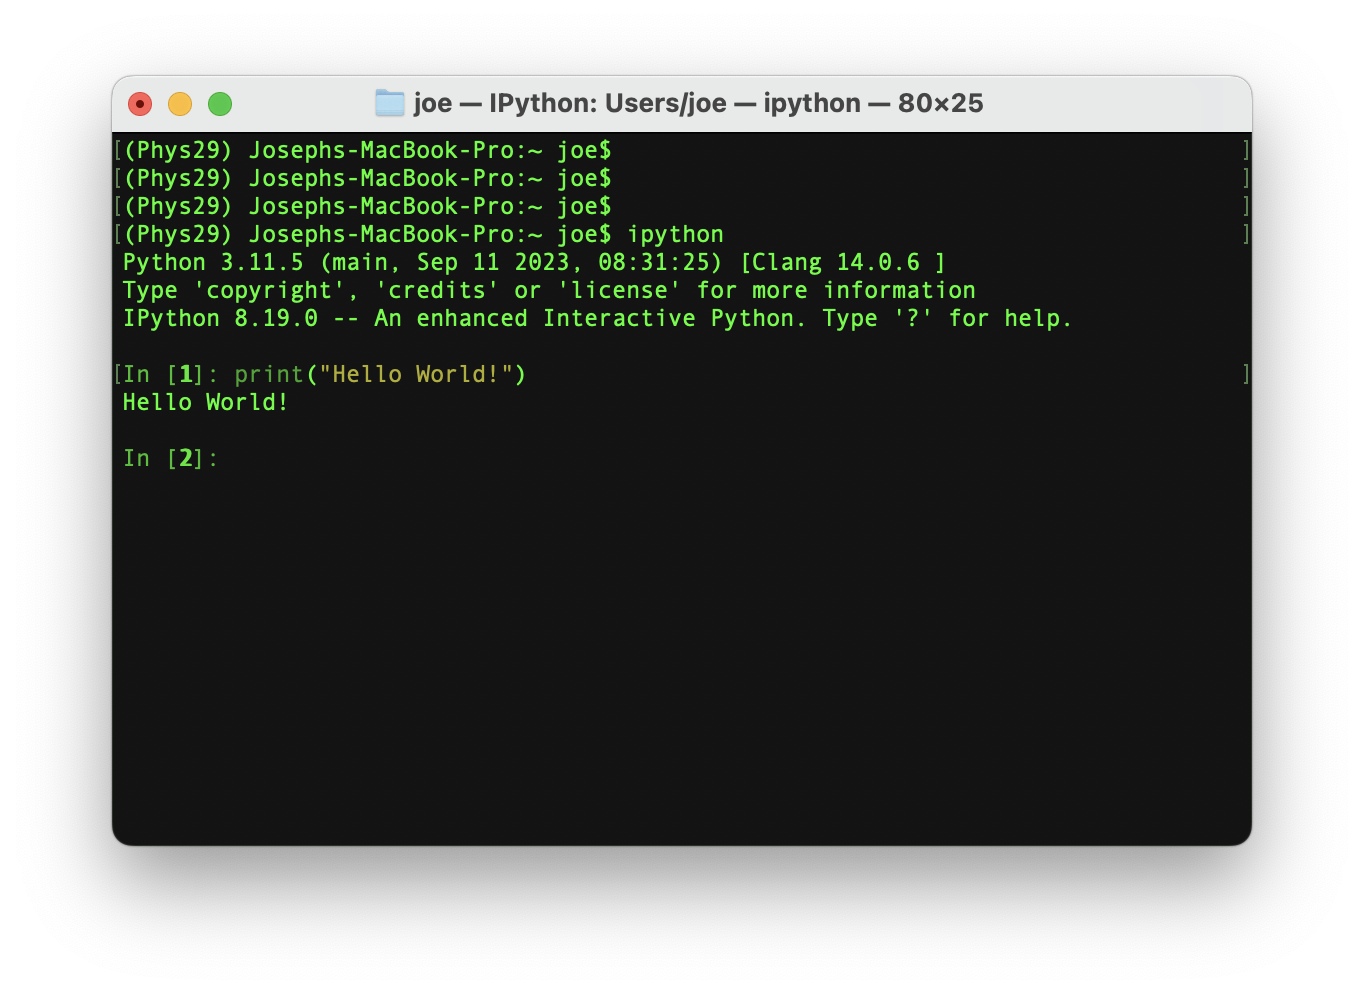 joe — IPython: Users/joe — ipython — 80×25
[(Phys29) Josephs-MacBook-Pro:~ joe$ ]
[(Phys29) Josephs-MacBook-Pro:~ joe$ ]
[(Phys29) Josephs-MacBook-Pro:~ joe$ ]
[(Phys29) Josephs-MacBook-Pro:~ joe$ ipython ]
Python 3.11.5 (main, Sep 11 2023, 08:31:25) [Clang 14.0.6 ]
Type 'copyright', 'credits' or 'license' for more information
IPython 8.19.0 -- An enhanced Interactive Python. Type '?' for help.
[In [1]: print("Hello World!") ]
Hello World!
In [2]: